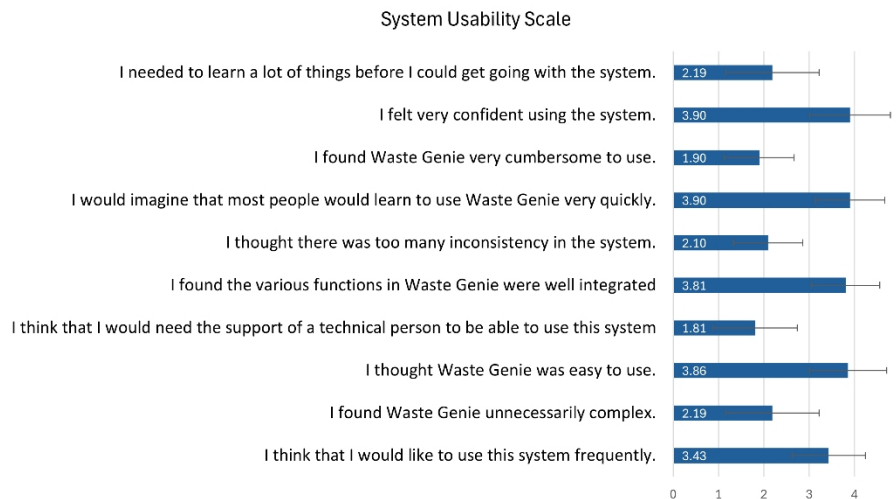 System Usability Scale
I needed to learn a lot of things before I could get going with the system.
2.19
I felt very confident using the system.
3.90
I found Waste Genie very cumbersome to use.
1.90
I would imagine that most people would learn to use Waste Genie very quickly.
3.90
I thought there was too many inconsistency in the system.
2.10
I found the various functions in Waste Genie were well integrated
3.81
I think that I would need the support of a technical person to be able to use this system
1.81
I thought Waste Genie was easy to use.
3.86
I found Waste Genie unnecessarily complex.
2.19
I think that I would like to use this system frequently.
3.43
0 1 2 3 4